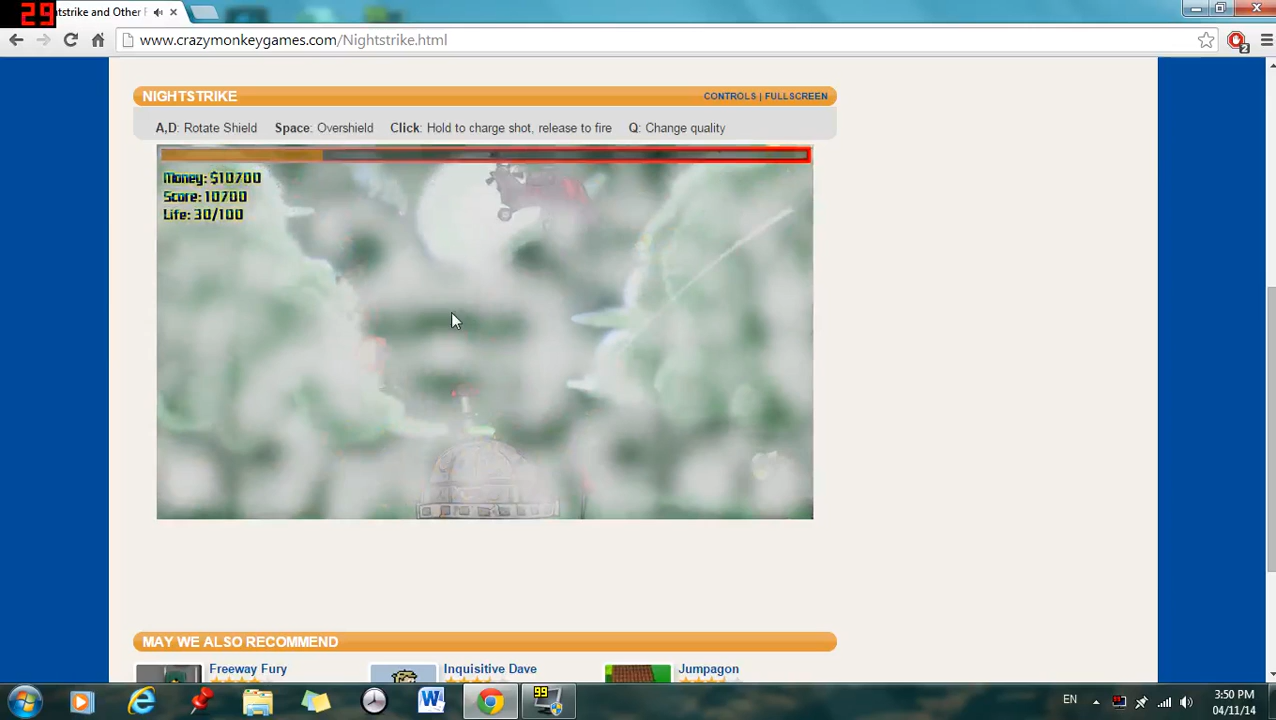 29
tstrike and Other F
www.crazymonkeygames.com/Nightstrike.html
2
NIGHTSTRIKE
CONTROLS | FULLSCREEN
A,D: Rotate Shield Space: Overshield Click: Hold to charge shot, release to fire Q: Change quality
Money: $10700
Score: 10700
Life: 30/100
MAY WE ALSO RECOMMEND
Freeway Fury
Inquisitive Dave
Jumpagon
99
EN
3:50 PM
04/11/14